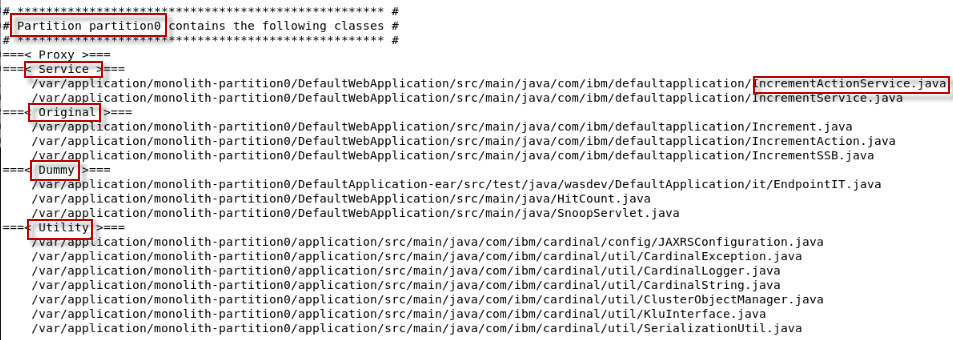 # *************************************************** #
# Partition partition0 contains the following classes #
# *************************************************** #
===< Proxy >===
===< Service >===
/var/application/monolith-partition0/DefaultWebApplication/src/main/java/com/ibm/defaultapplication/IncrementActionService.java
/var/application/monolith-partition0/DefaultWebApplication/src/main/java/com/ibm/defaultapplication/IncrementService.java
===< Original >===
/var/application/monolith-partition0/DefaultWebApplication/src/main/java/com/ibm/defaultapplication/Increment.java
/var/application/monolith-partition0/DefaultWebApplication/src/main/java/com/ibm/defaultapplication/IncrementAction.java
/var/application/monolith-partition0/DefaultWebApplication/src/main/java/com/ibm/defaultapplication/IncrementSSB.java
===< Dummy >===
/var/application/monolith-partition0/DefaultApplication-ear/src/test/java/wasdev/DefaultApplication/it/EndpointIT.java
/var/application/monolith-partition0/DefaultWebApplication/src/main/java/HitCount.java
/var/application/monolith-partition0/DefaultWebApplication/src/main/java/SnoopServlet.java
===< Utility >===
/var/application/monolith-partition0/application/src/main/java/com/ibm/cardinal/config/JAXRSConfiguration.java
/var/application/monolith-partition0/application/src/main/java/com/ibm/cardinal/util/CardinalException.java
/var/application/monolith-partition0/application/src/main/java/com/ibm/cardinal/util/CardinalLogger.java
/var/application/monolith-partition0/application/src/main/java/com/ibm/cardinal/util/CardinalString.java
/var/application/monolith-partition0/application/src/main/java/com/ibm/cardinal/util/ClusterObjectManager.java
/var/application/monolith-partition0/application/src/main/java/com/ibm/cardinal/util/KluInterface.java
/var/application/monolith-partition0/application/src/main/java/com/ibm/cardinal/util/SerializationUtil.java